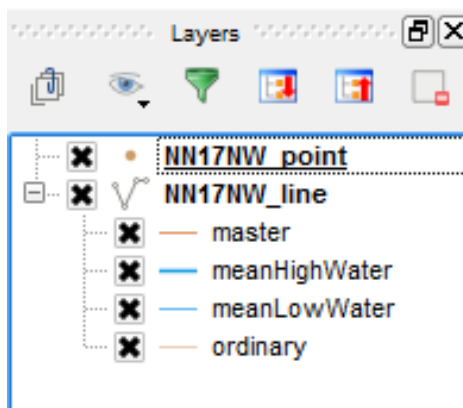 Layers
NN17NW_point
NN17NW_line
master
meanHighWater
meanLowWater
ordinary